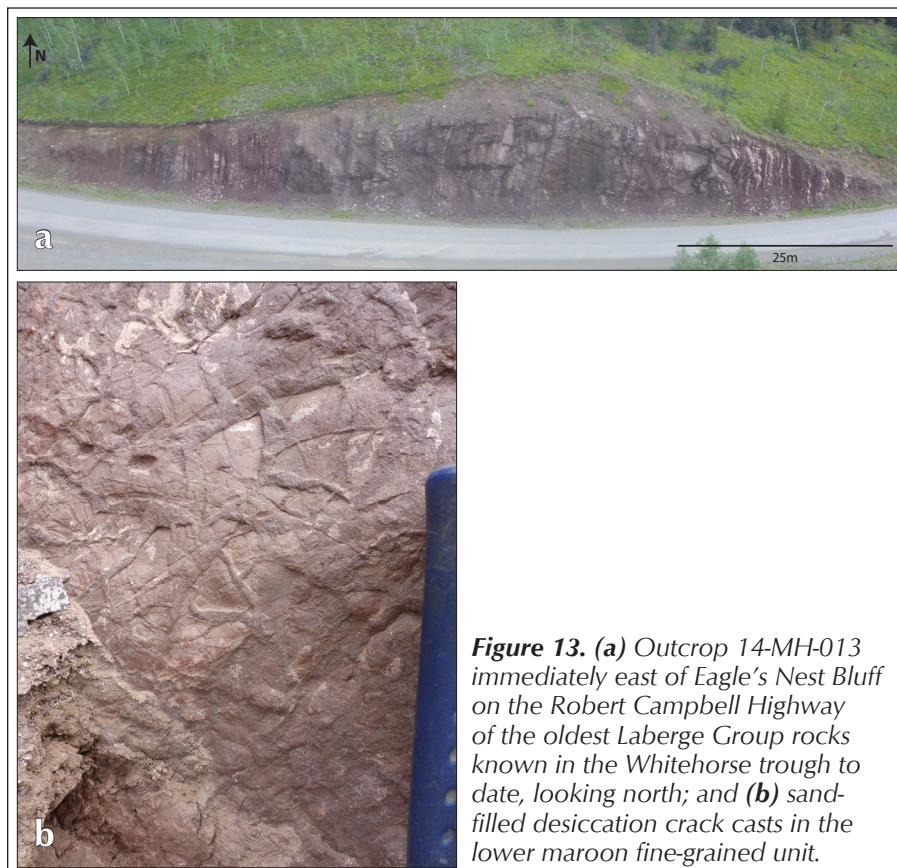 N
a
25m
b
Figure 13. (a) Outcrop 14-MH-013
immediately east of Eagle’s Nest Bluff
on the Robert Campbell Highway
of the oldest Laberge Group rocks
known in the Whitehorse trough to
date, looking north; and (b) sand-
filled desiccation crack casts in the
lower maroon fine-grained unit.